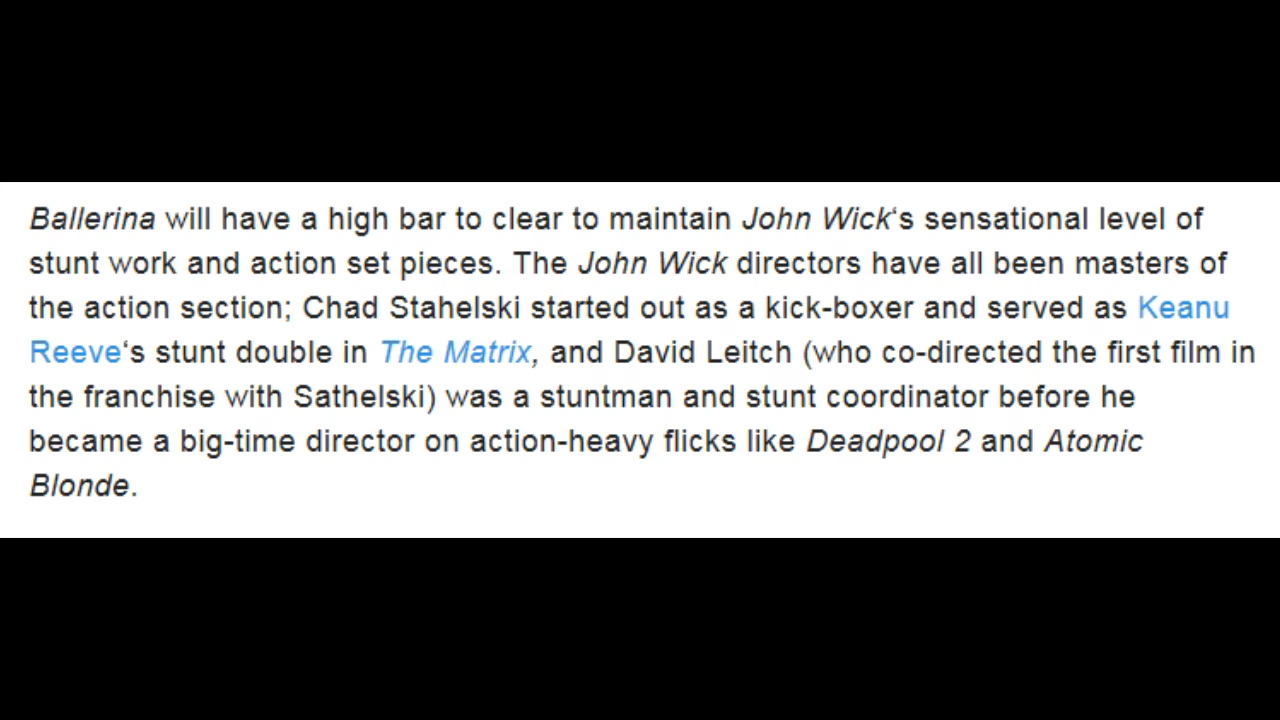 Ballerina will have a high bar to clear to maintain John Wick‘s sensational level of
stunt work and action set pieces. The John Wick directors have all been masters of
the action section; Chad Stahelski started out as a kick-boxer and served as Keanu
Reeve‘s stunt double in The Matrix, and David Leitch (who co-directed the first film in
the franchise with Sathelski) was a stuntman and stunt coordinator before he
became a big-time director on action-heavy flicks like Deadpool 2 and Atomic
Blonde.